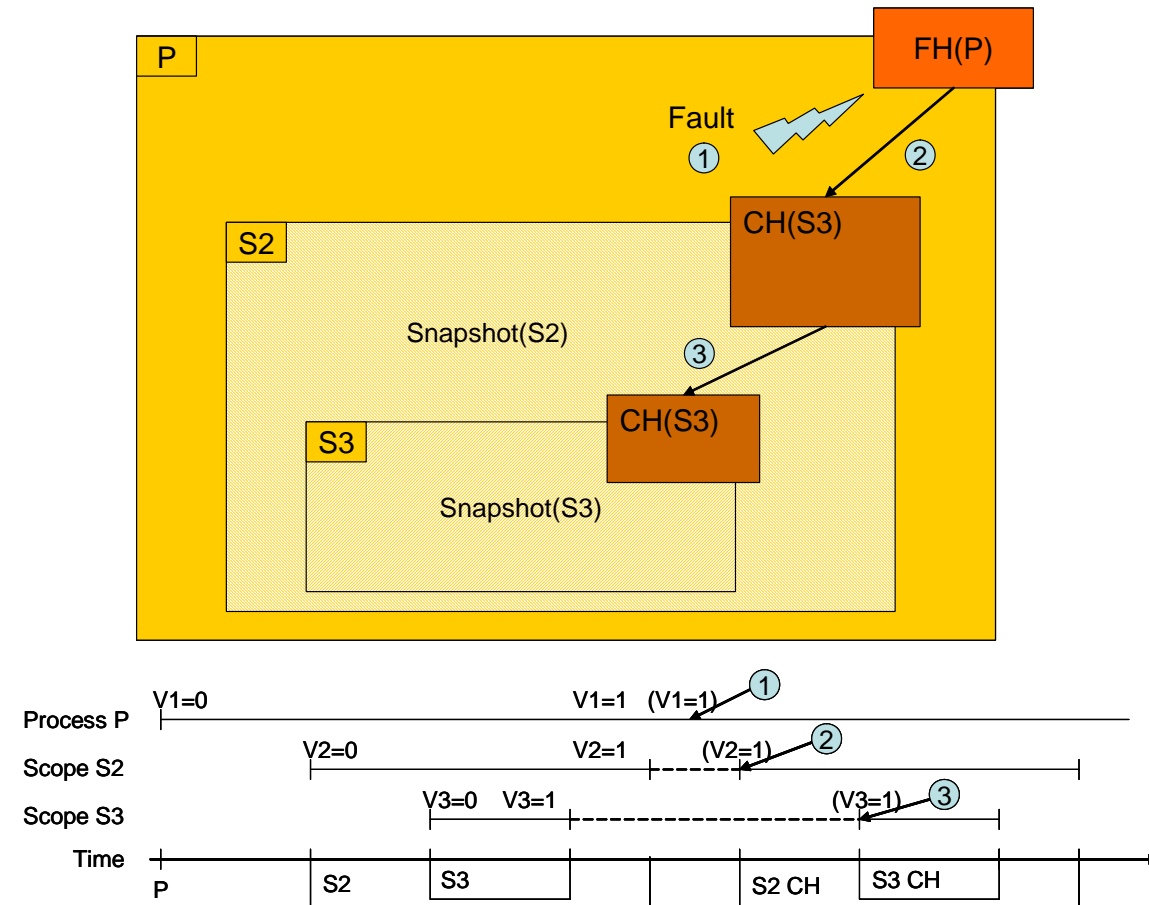 FH(P)
P
Fault
1
2
CH(S3)
S2
Snapshot(S2)
3
CH(S3)
S3
Snapshot(S3)
1
V1=0 V1=1 (V1=1)
Process P
V2=0 V2=1 (V2=1) 2
Scope S2
V3=0 V3=1 (V3=1) 3
Scope S3
Time
P S2 S3 S2 CH S3 CH